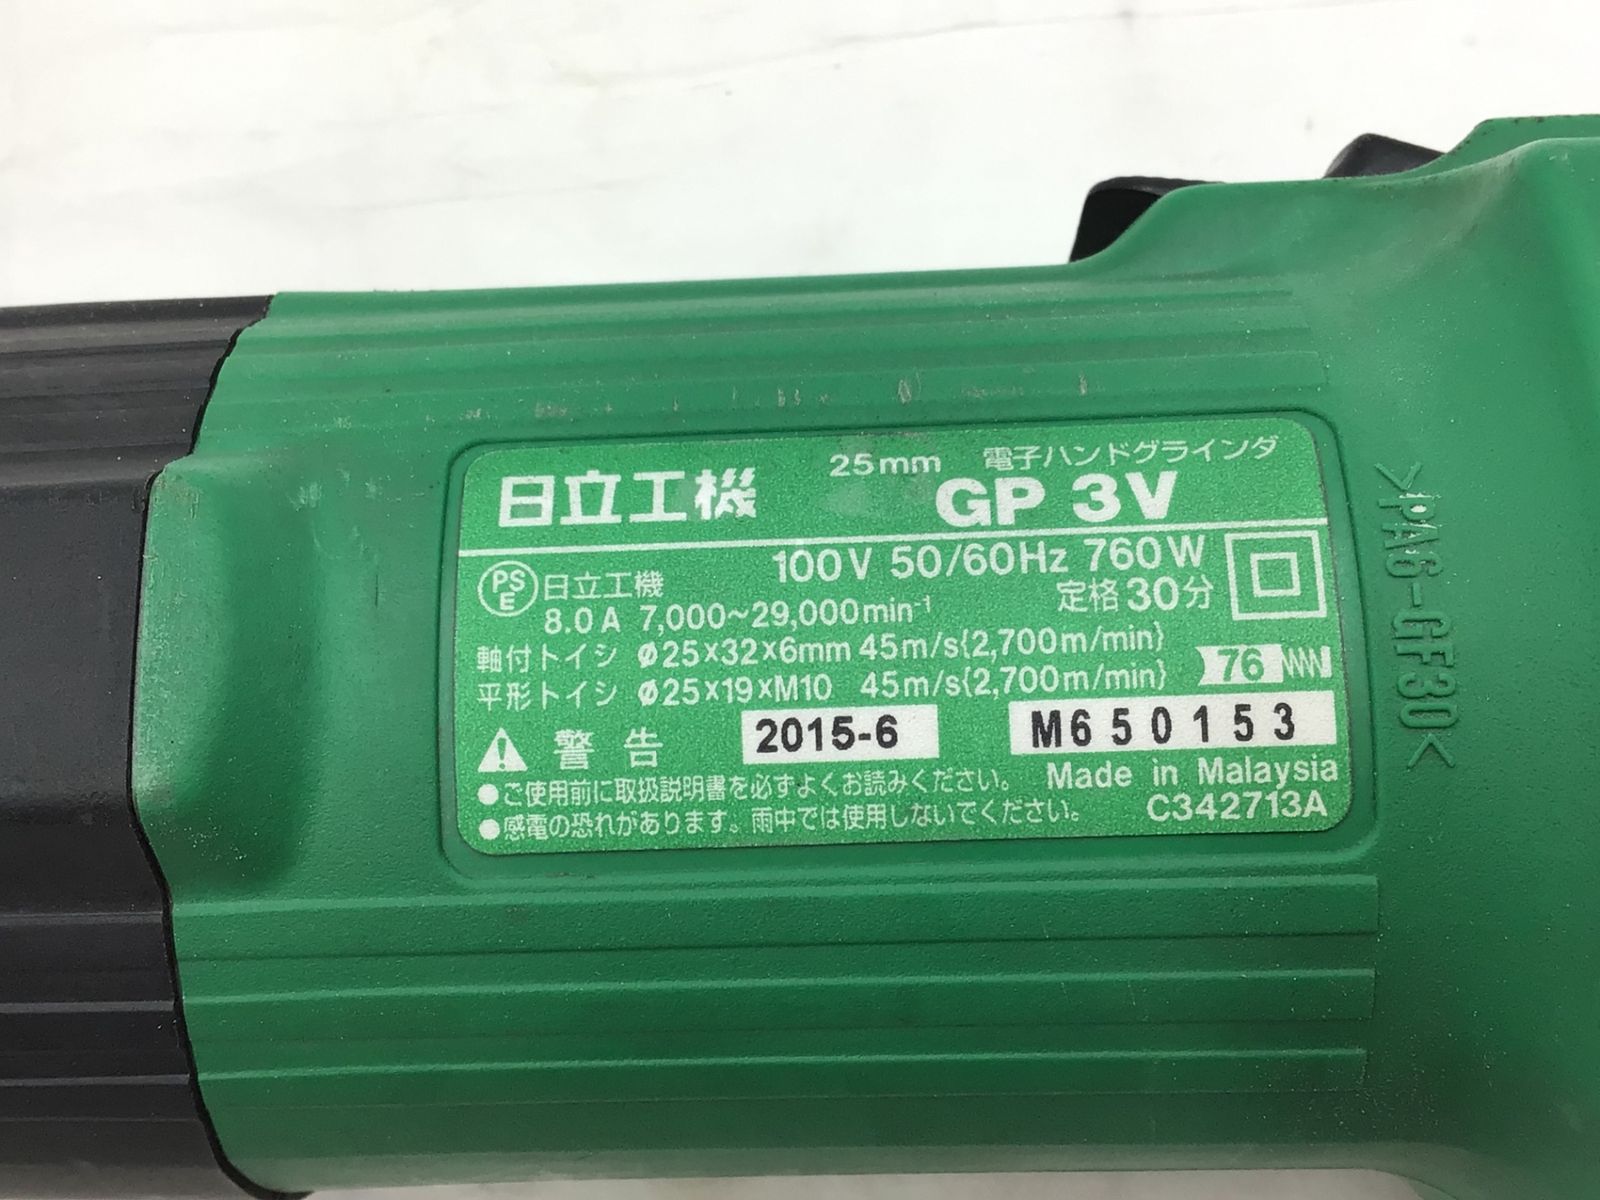 25mm 電子ハンドグラインダ
日立工機 GP 3V
100V 50/60Hz 760W
PSE 日立工機 定格30分
8.0A 7,000~29,000min-1
軸付トイシ φ25×32×6mm 45m/s{2,700m/min}
平形トイシ φ25×19×M10 45m/s{2,700m/min} 76
警告 2015-6 M650153
●ご使用前に取扱説明書を必ずよくお読みください。 Made in Malaysia
●感電の恐れがあります。雨中では使用しないでください。 C342713A
>PA6-GF30<